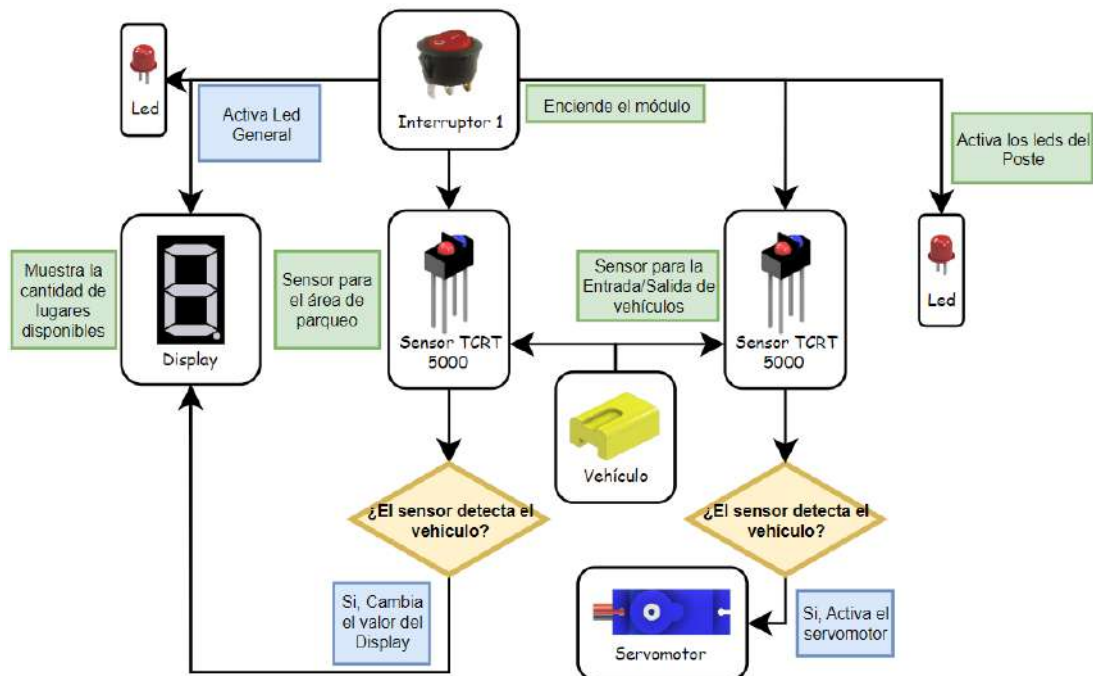 Led
Activa Led
General
Interruptor 1
Enciende el módulo
Activa los leds del
Poste
Muestra la
cantidad de
lugares
disponibles
Display
Sensor para
el área de
parqueo
Sensor TCRT
5000
Sensor para la
Entrada/Salida de
vehículos
Sensor TCRT
5000
Led
Vehículo
¿El sensor detecta el
vehículo?
¿El sensor detecta el
vehículo?
Si, Cambia
el valor del
Display
Servomotor
Si, Activa el
servomotor